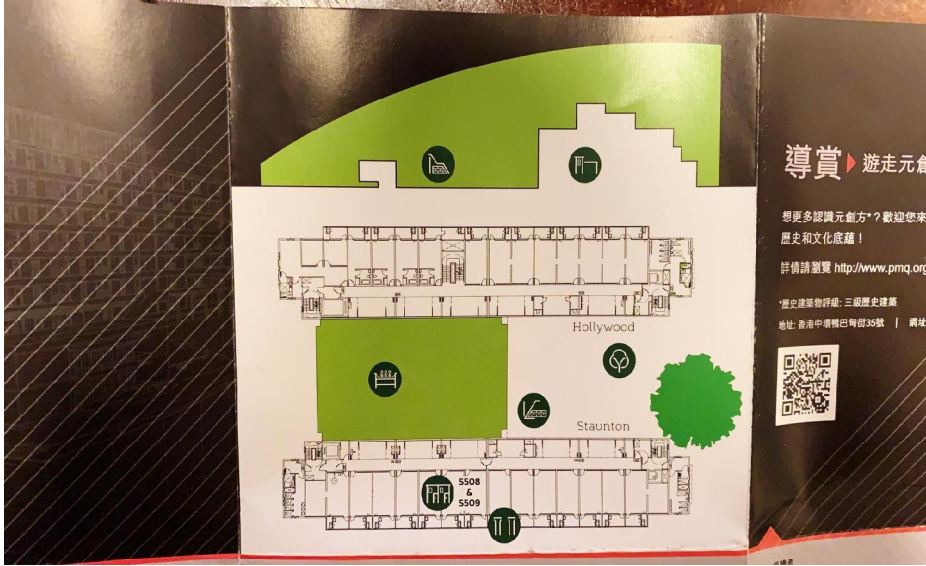 Hollywood
Staunton
S508
&
S509
導賞 遊走元創
想更多認識元創方*？歡迎您來
歷史和文化底蘊！
詳情請瀏覽 http://www.pmq.org
*歷史建築物評級: 三級歷史建築
地址: 香港中環鴨巴甸街35號 | 網址